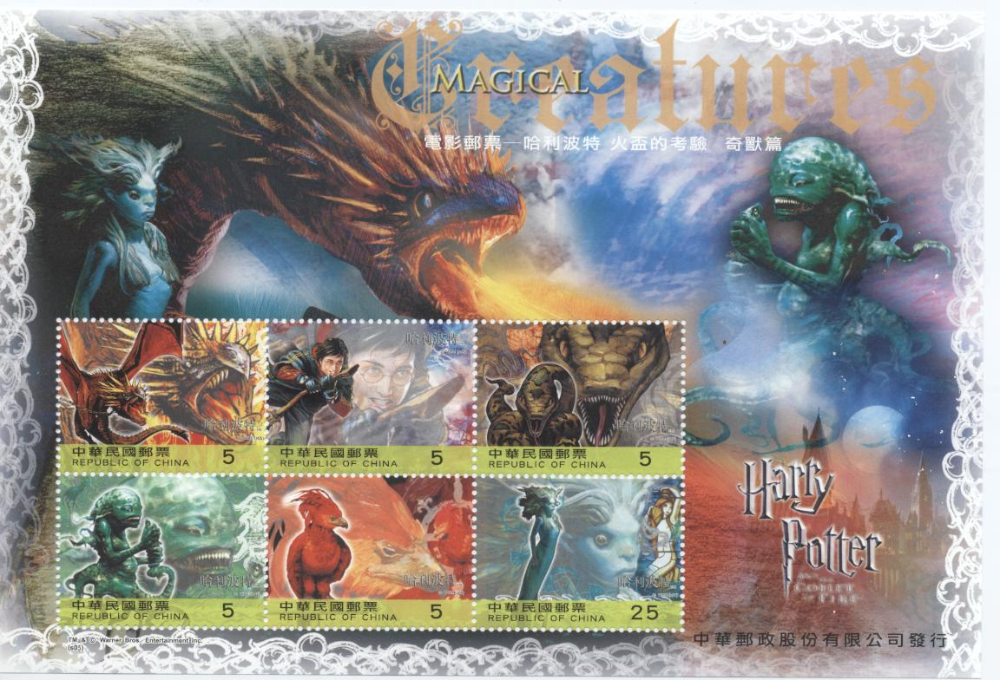 Creatures
MAGICAL
電影郵票—哈利波特 火盃的考驗 奇獸篇
哈利波特
中華民國郵票 5
REPUBLIC OF CHINA
哈利波特
中華民國郵票 5
REPUBLIC OF CHINA
哈利波特
中華民國郵票 5
REPUBLIC OF CHINA
哈利波特
中華民國郵票 5
REPUBLIC OF CHINA
哈利波特
中華民國郵票 5
REPUBLIC OF CHINA
哈利波特
中華民國郵票 25
REPUBLIC OF CHINA
Harry
Potter
AND THE
GOBLET
OF FIRE
TM & © Warner Bros. Entertainment Inc.
(s05)
中華郵政股份有限公司發行